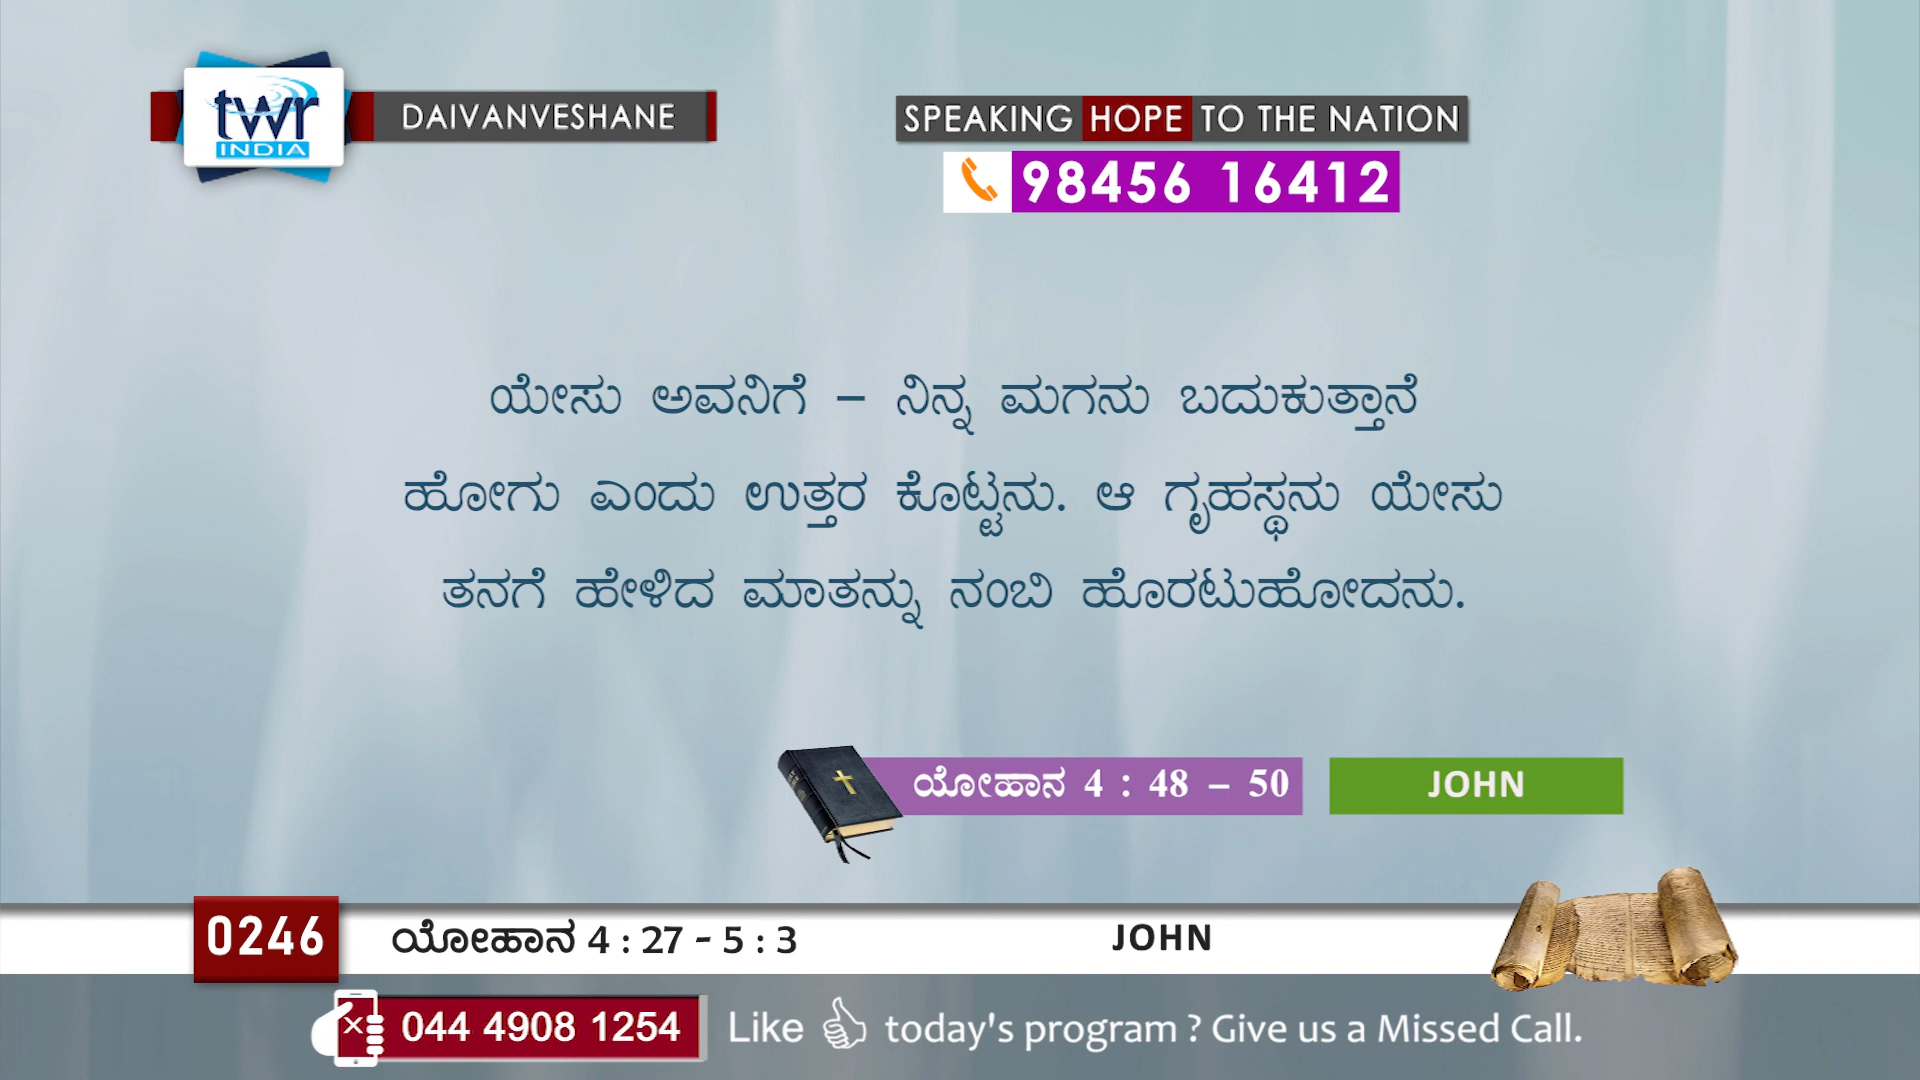 twr
INDIA
DAIVANVESHANE
SPEAKING HOPE TO THE NATION
98456 16412
ಯೇಸು ಅವನಿಗೆ – ನಿನ್ನ ಮಗನು ಬದುಕುತ್ತಾನೆ
ಹೋಗು ಎಂದು ಉತ್ತರ ಕೊಟ್ಟನು. ಆ ಗೃಹಸ್ಥನು ಯೇಸು
ತನಗೆ ಹೇಳಿದ ಮಾತನ್ನು ನಂಬಿ ಹೊರಟುಹೋದನು.
ಯೋಹಾನ 4 : 48 – 50
JOHN
0246
ಯೋಹಾನ 4 : 27 - 5 : 3
JOHN
044 4908 1254
Like today's program ? Give us a Missed Call.